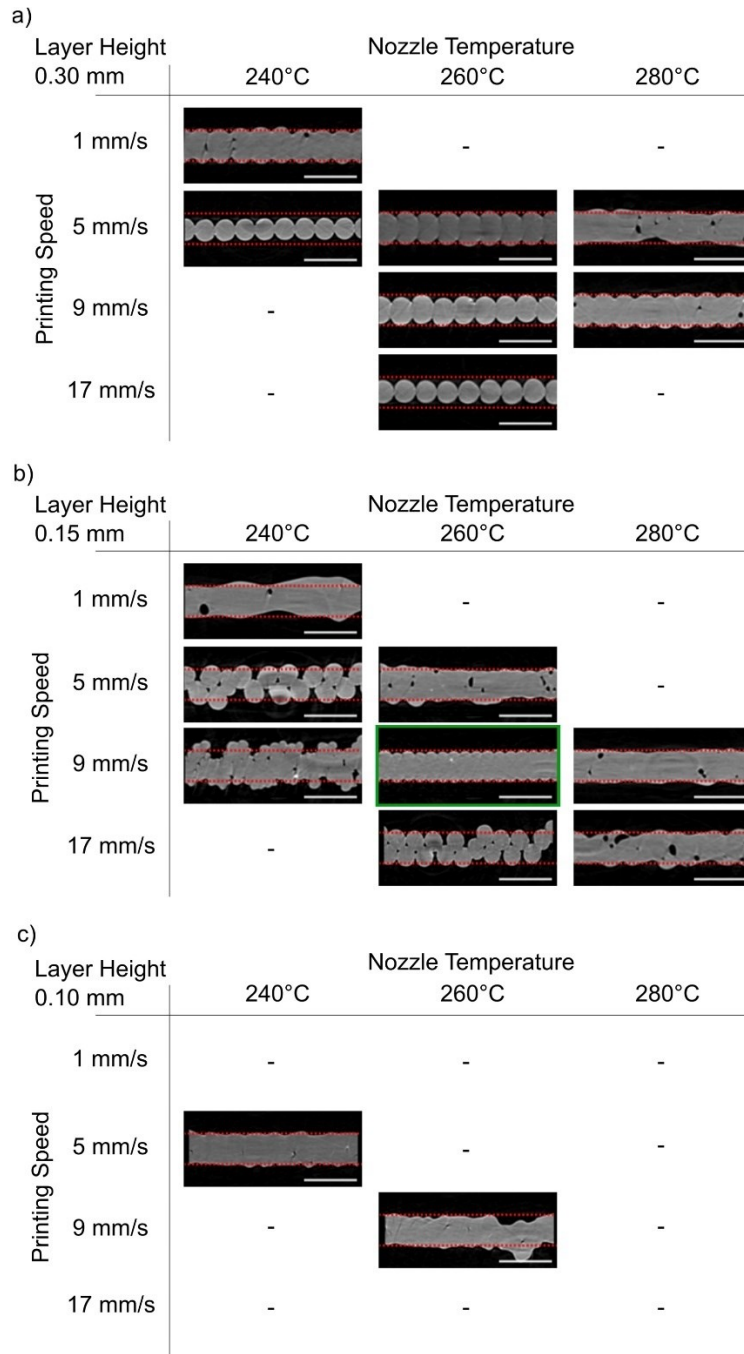 a)
Layer Height
0.30 mm
Nozzle Temperature
240°C 260°C 280°C
Printing Speed
1 mm/s - -
5 mm/s
9 mm/s -
17 mm/s - -
b)
Layer Height
0.15 mm
Nozzle Temperature
240°C 260°C 280°C
Printing Speed
1 mm/s - -
5 mm/s -
9 mm/s
17 mm/s -
c)
Layer Height
0.10 mm
Nozzle Temperature
240°C 260°C 280°C
Printing Speed
1 mm/s - - -
5 mm/s - -
9 mm/s - -
17 mm/s - - -